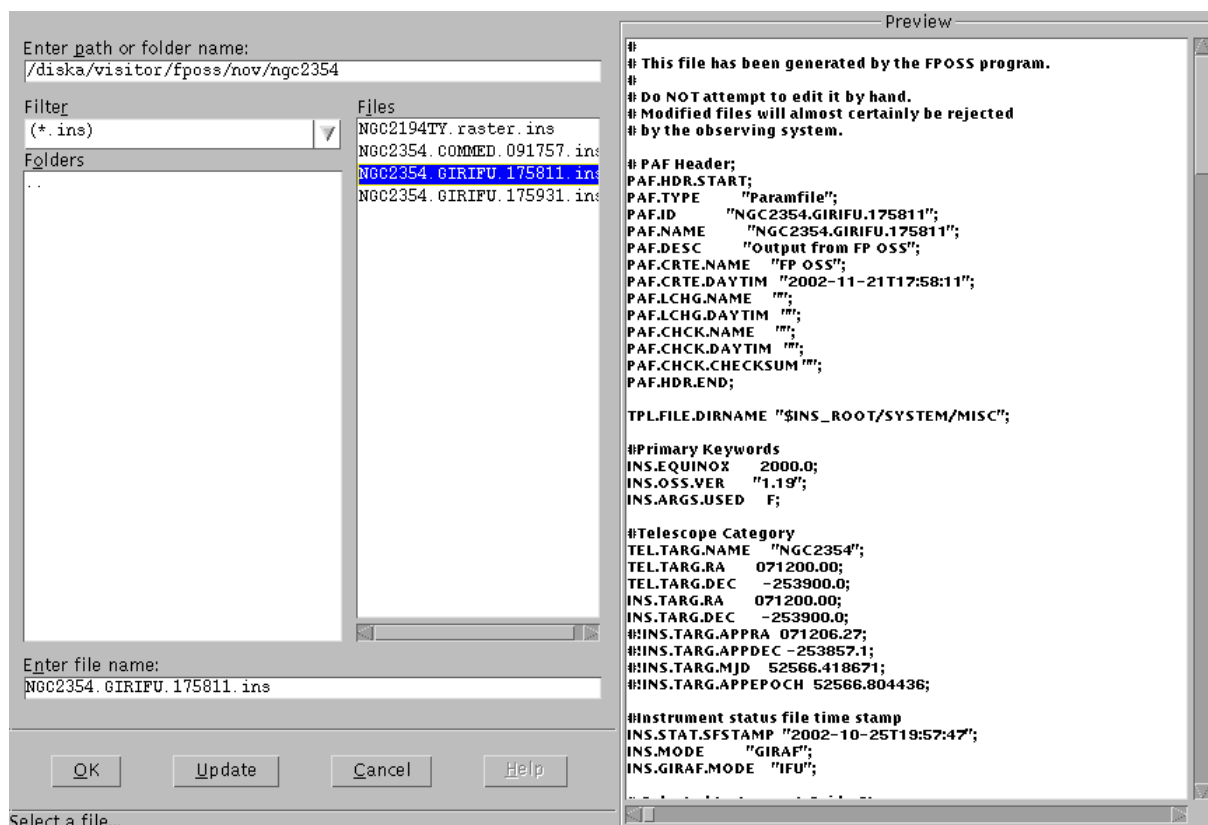 Enter path or folder name:
/diska/visitor/fposs/nov/ngc2354
Filter
(*.ins)
Folders
..
Files
NGC2194TY.raster.ins
NGC2354.COMMED.091757.ins
NGC2354.GIRIFU.175811.ins
NGC2354.GIRIFU.175931.ins
Enter file name:
NGC2354.GIRIFU.175811.ins
OK Update Cancel Help
Select a file...
Preview
#
# This file has been generated by the FPOSS program.
#
# Do NOT attempt to edit it by hand.
# Modified files will almost certainly be rejected
# by the observing system.
# PAF Header;
PAF.HDR.START;
PAF.TYPE "Paramfile";
PAF.ID "NGC2354.GIRIFU.175811";
PAF.NAME "NGC2354.GIRIFU.175811";
PAF.DESC "Output from FP OSS";
PAF.CRTE.NAME "FP OSS";
PAF.CRTE.DAYTIM "2002-11-21T17:58:11";
PAF.LCHG.NAME "";
PAF.LCHG.DAYTIM "";
PAF.CHCK.NAME "";
PAF.CHCK.DAYTIM "";
PAF.CHCK.CHECKSUM "";
PAF.HDR.END;
TPL.FILE.DIRNAME "$INS_ROOT/SYSTEM/MISC";
#Primary Keywords
INS.EQUINOX 2000.0;
INS.OSS.VER "1.19";
INS.ARGS.USED F;
#Telescope Category
TEL.TARG.NAME "NGC2354";
TEL.TARG.RA 071200.00;
TEL.TARG.DEC -253900.0;
INS.TARG.RA 071200.00;
INS.TARG.DEC -253900.0;
#!INS.TARG.APPRA 071206.27;
#!INS.TARG.APPDEC -253857.1;
#!INS.TARG.MJD 52566.418671;
#!INS.TARG.APPEPOCH 52566.804436;
#Instrument status file time stamp
INS.STAT.SFSTAMP "2002-10-25T19:57:47";
INS.MODE "GIRAF";
INS.GIRAF.MODE "IFU";